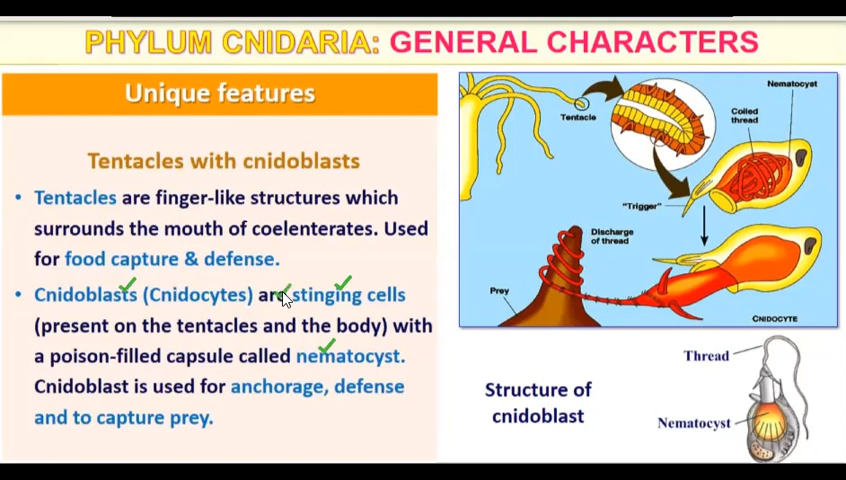 PHYLUM CNIDARIA: GENERAL CHARACTERS
Unique features
Tentacles with cnidoblasts
• Tentacles are finger-like structures which
surrounds the mouth of coelenterates. Used
for food capture & defense.
• Cnidoblasts (Cnidocytes) are stinging cells
(present on the tentacles and the body) with
a poison-filled capsule called nematocyst.
Cnidoblast is used for anchorage, defense
and to capture prey.
Nematocyst
Coiled
thread
Tentacle
"Trigger"
Discharge
of thread
Prey
CNIDOCYTE
Structure of
cnidoblast
Thread
Nematocyst